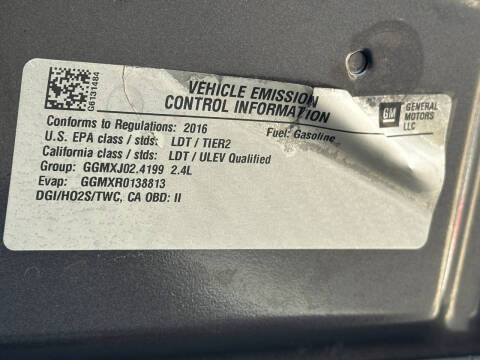 G6131484
VEHICLE EMISSION
CONTROL INFORMATION
Conforms to Regulations: 2016
Fuel: Gasoline
U.S. EPA class / stds: LDT / TIER2
California class / stds: LDT / ULEV Qualified
Group: GGMXJ02.4199 2.4L
Evap: GGMXR0138813
DGI/HO2S/TWC, CA OBD: II
GM
GENERAL
MOTORS
LLC